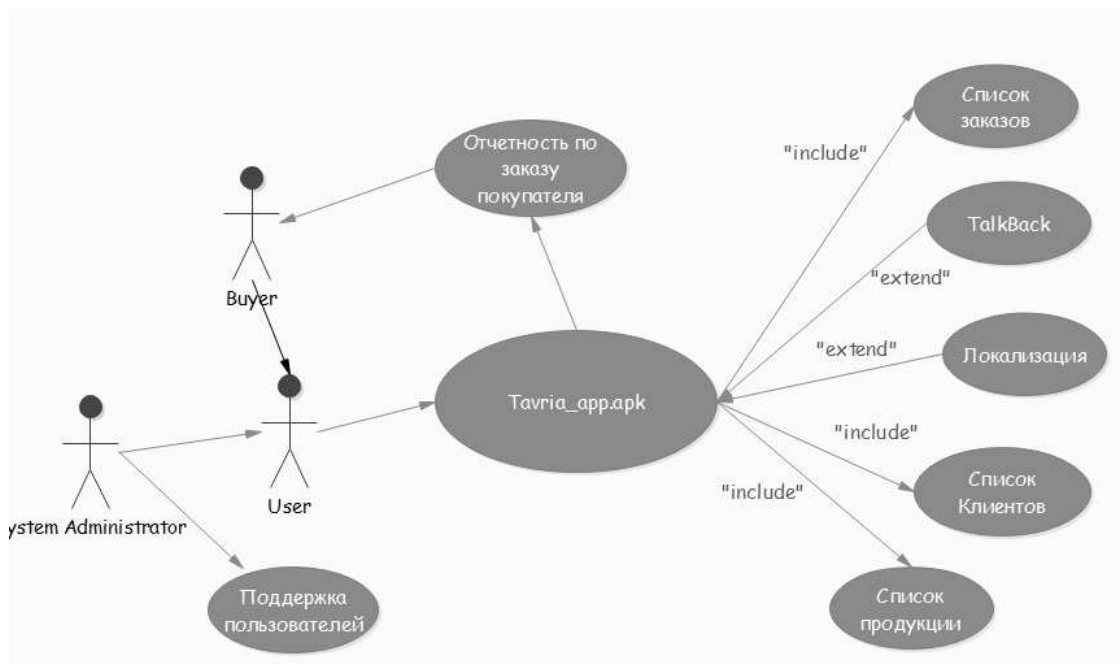 Список
заказов
"include"
Отчетность по
заказу
покупателя
TalkBack
"extend"
Buyer
"extend"
Локализация
Tavria_app.apk
"include"
Список
Клиентов
"include"
User
ystem Administrator
Поддержка
пользователей
Список
продукции